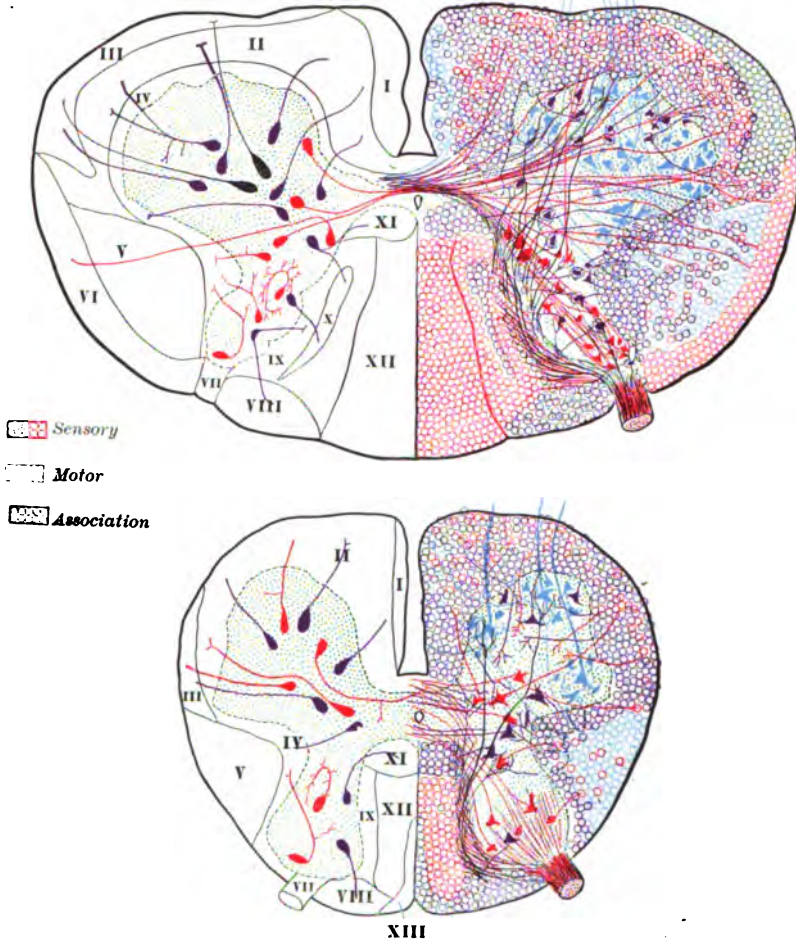 III
II
I
IV
XI
V
VI
X
IX
XII
VII
VIII
Sensory
Motor
Association
II
I
III
IV
XI
V
IX
XII
VII
VIII
XIII